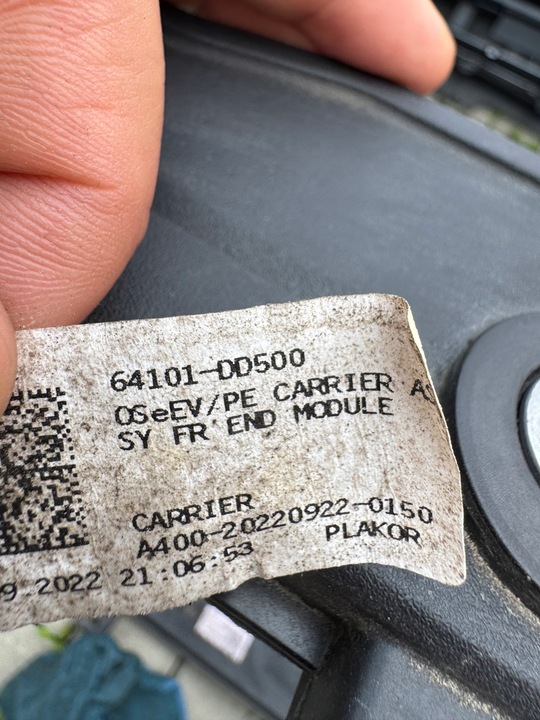 64101-DD500
OSeEV/PE CARRIER AS
SY FR END MODULE
CARRIER
A400-20220922-0150
PLAKOR
9 2022 21:06:53